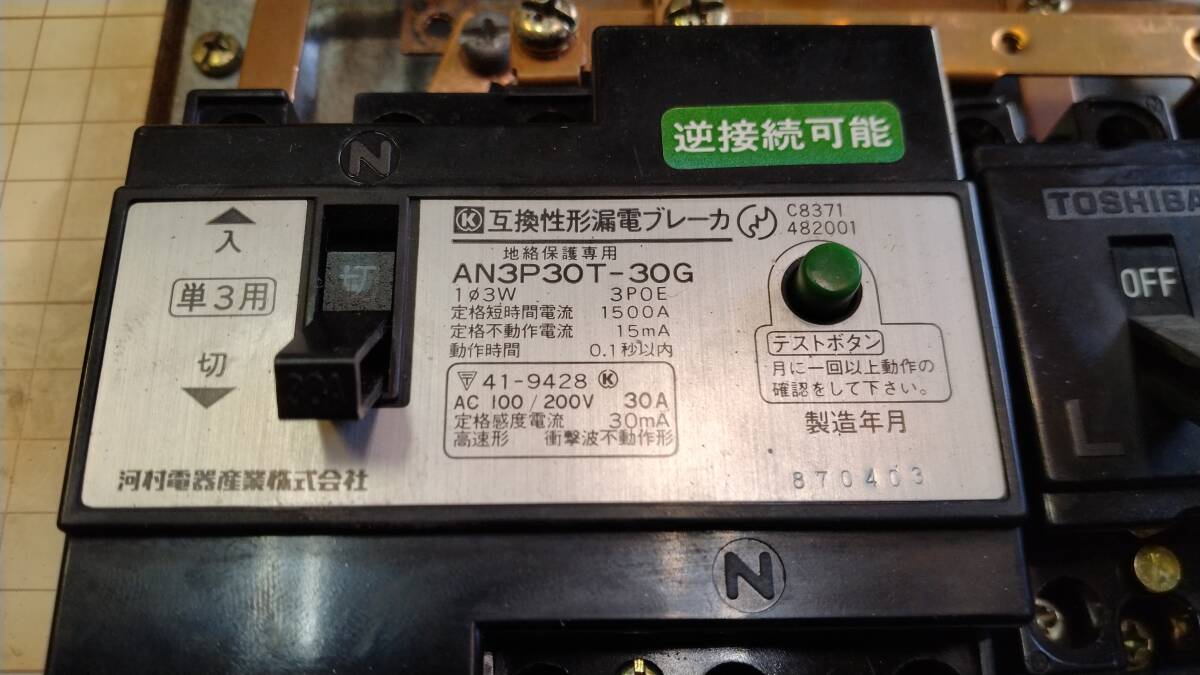 N
逆接続可能
入
単3用
切
切
河村電器産業株式会社
K 互換性形漏電ブレーカ
C8371
482001
地絡保護専用
AN3P30T-30G
1φ3W 3P0E
定格短時間電流 1500A
定格不動作電流 15mA
動作時間 0.1秒以内
〒 41-9428 K
AC 100/200V 30A
定格感度電流 30mA
高速形 衝撃波不動作形
テストボタン
月に一回以上動作の
確認をして下さい。
製造年月
870403
N
TOSHIBA
OFF
L